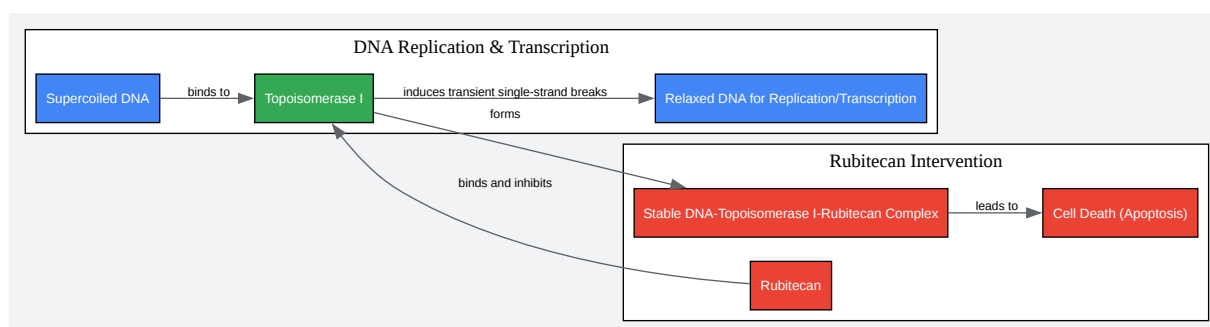 DNA Replication & Transcription
Supercoiled DNA
binds to
Topoisomerase I
induces transient single-strand breaks
Relaxed DNA for Replication/Transcription
forms
Rubitecan Intervention
binds and inhibits
Stable DNA-Topoisomerase I-Rubitecan Complex
leads to
Cell Death (Apoptosis)
Rubitecan